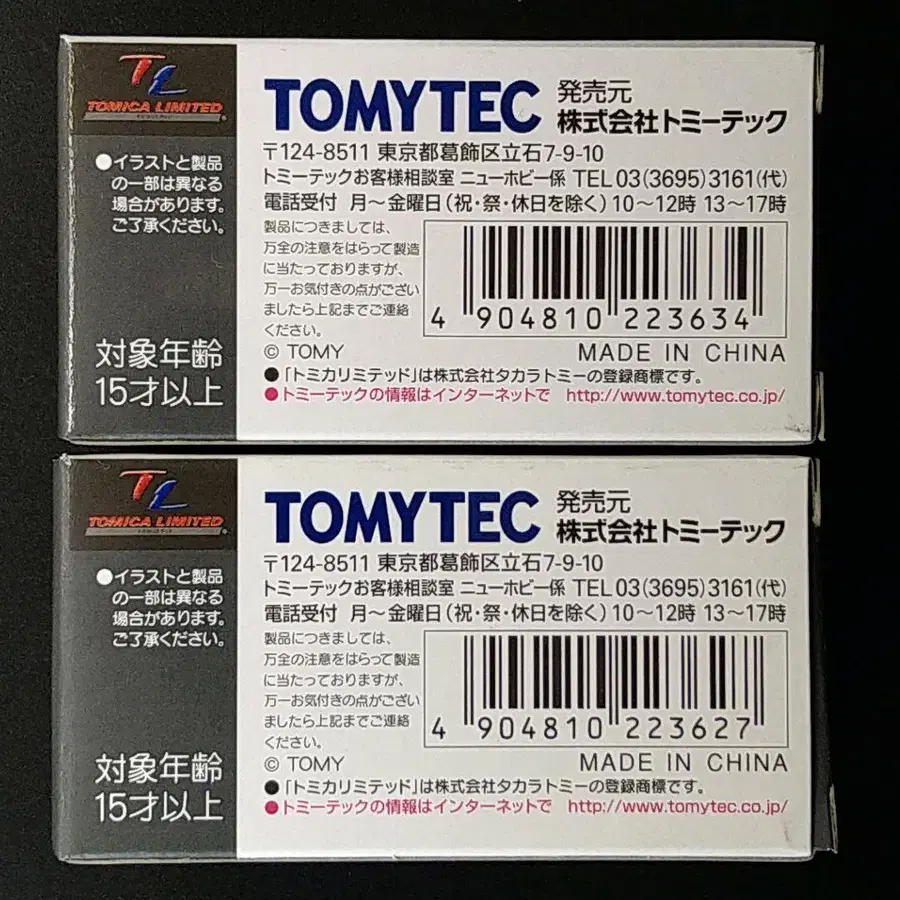 TL
TOMICA LIMITED
●イラストと製品
の一部は異なる
場合があります。
ご了承ください。
対象年齢
15才以上
TOMYTEC 発売元
株式会社トミーテック
〒124-8511 東京都葛飾区立石7-9-10
トミーテックお客様相談室 ニューホビー係 TEL 03(3695)3161(代)
電話受付 月～金曜日(祝・祭・休日を除く)10～12時 13～17時
製品につきましては、
万全の注意をはらって製造
に当たっておりますが、
万一お気付きの点がござい
ましたら上記までご連絡
ください。
4 904810 223634
© TOMY MADE IN CHINA
●「トミカリミテッド」は株式会社タカラトミーの登録商標です。
●トミーテックの情報はインターネットで http://www.tomytec.co.jp/
TL
TOMICA LIMITED
●イラストと製品
の一部は異なる
場合があります。
ご了承ください。
対象年齢
15才以上
TOMYTEC 発売元
株式会社トミーテック
〒124-8511 東京都葛飾区立石7-9-10
トミーテックお客様相談室 ニューホビー係 TEL 03(3695)3161(代)
電話受付 月～金曜日(祝・祭・休日を除く)10～12時 13～17時
製品につきましては、
万全の注意をはらって製造
に当たっておりますが、
万一お気付きの点がござい
ましたら上記までご連絡
ください。
4 904810 223627
© TOMY MADE IN CHINA
●「トミカリミテッド」は株式会社タカラトミーの登録商標です。
●トミーテックの情報はインターネットで http://www.tomytec.co.jp/